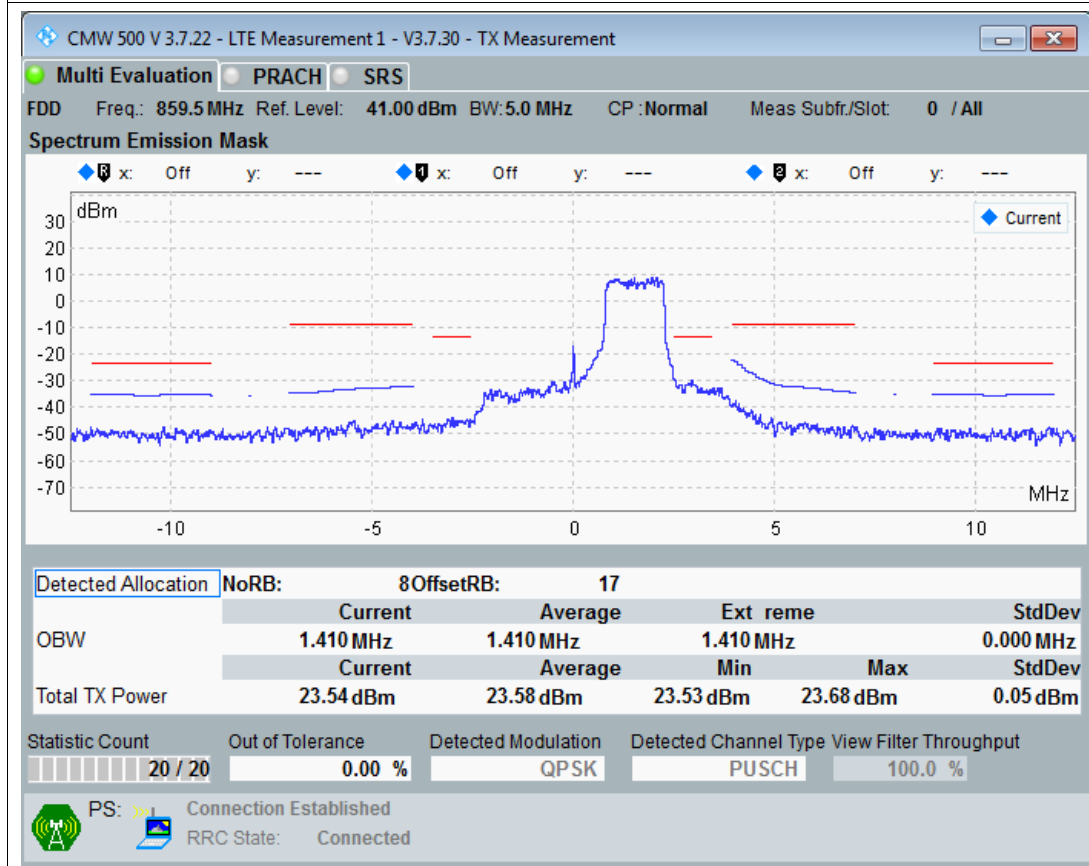 CMW 500 V 3.7.22 - LTE Measurement 1 - V3.7.30 - TX Measurement
Multi Evaluation PRACH SRS
FDD Freq.: 859.5 MHz Ref. Level: 41.00 dBm BW: 5.0 MHz CP : Normal Meas Subfr./Slot: 0 / All
Spectrum Emission Mask
R x: Off y: --- 1 x: Off y: --- 2 x: Off y: ---
dBm
Current
30
20
10
0
-10
-20
-30
-40
-50
-60
-70
MHz
-10 -5 0 5 10
Detected Allocation NoRB: 8 OffsetRB: 17
Current Average Ext reme StdDev
OBW 1.410 MHz 1.410 MHz 1.410 MHz 0.000 MHz
Current Average Min Max StdDev
Total TX Power 23.54 dBm 23.58 dBm 23.53 dBm 23.68 dBm 0.05 dBm
Statistic Count Out of Tolerance Detected Modulation Detected Channel Type View Filter Throughput
20 / 20 0.00 % QPSK PUSCH 100.0 %
PS: Connection Established
RRC State: Connected